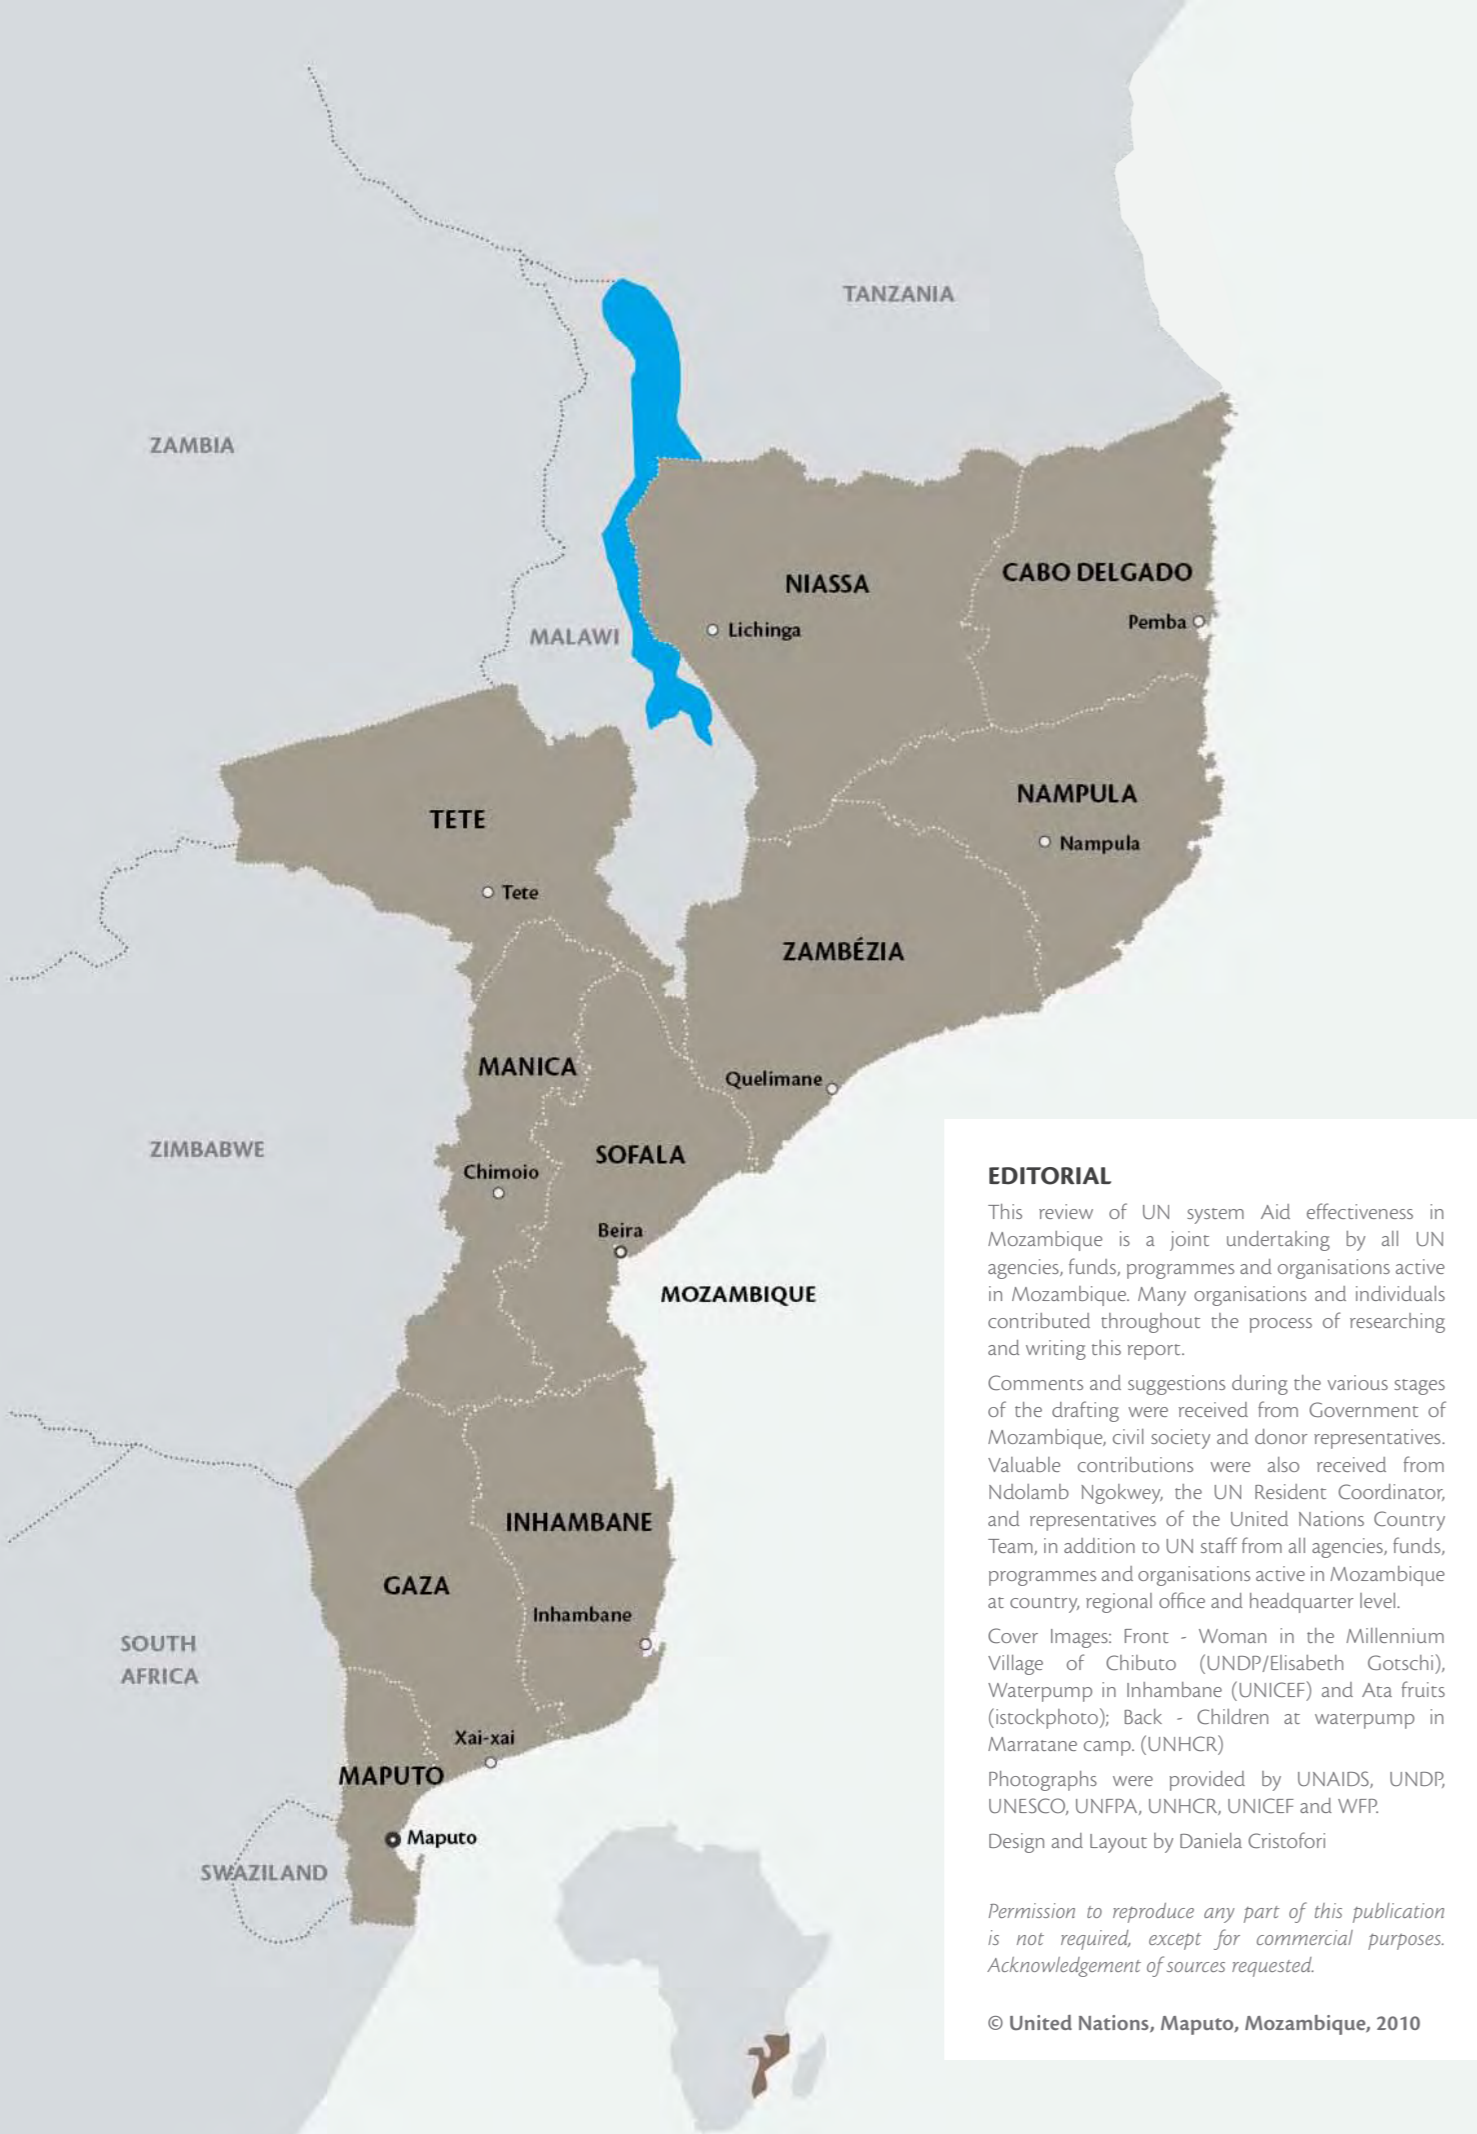 TANZANIA
ZAMBIA
CABO DELGADO
NIASSA
Pemba
Lichinga
MALAWI
NAMPULA
TETE
Nampula
Tete
ZAMBÉZIA
MANICA
Quelimane
ZIMBABWE
SOFALA
Chimoio
Beira
MOZAMBIQUE
INHAMBANE
GAZA
Inhambane
SOUTH
AFRICA
Xai-xai
MAPUTO
Maputo
SWAZILAND
EDITORIAL
This review of UN system Aid effectiveness in
Mozambique is a joint undertaking by all UN
agencies, funds, programmes and organisations active
in Mozambique. Many organisations and individuals
contributed throughout the process of researching
and writing this report.
Comments and suggestions during the various stages
of the drafting were received from Government of
Mozambique, civil society and donor representatives.
Valuable contributions were also received from
Ndolamb Ngokwey, the UN Resident Coordinator,
and representatives of the United Nations Country
Team, in addition to UN staff from all agencies, funds,
programmes and organisations active in Mozambique
at country, regional office and headquarter level.
Cover Images: Front - Woman in the Millennium
Village of Chibuto (UNDP/Elisabeth Gotschi),
Waterpump in Inhambane (UNICEF) and Ata fruits
(istockphoto); Back - Children at waterpump in
Marratane camp. (UNHCR)
Photographs were provided by UNAIDS, UNDP,
UNESCO, UNFPA, UNHCR, UNICEF and WFP.
Design and Layout by Daniela Cristofori
Permission to reproduce any part of this publication
is not required, except for commercial purposes.
Acknowledgement of sources requested.
© United Nations, Maputo, Mozambique, 2010